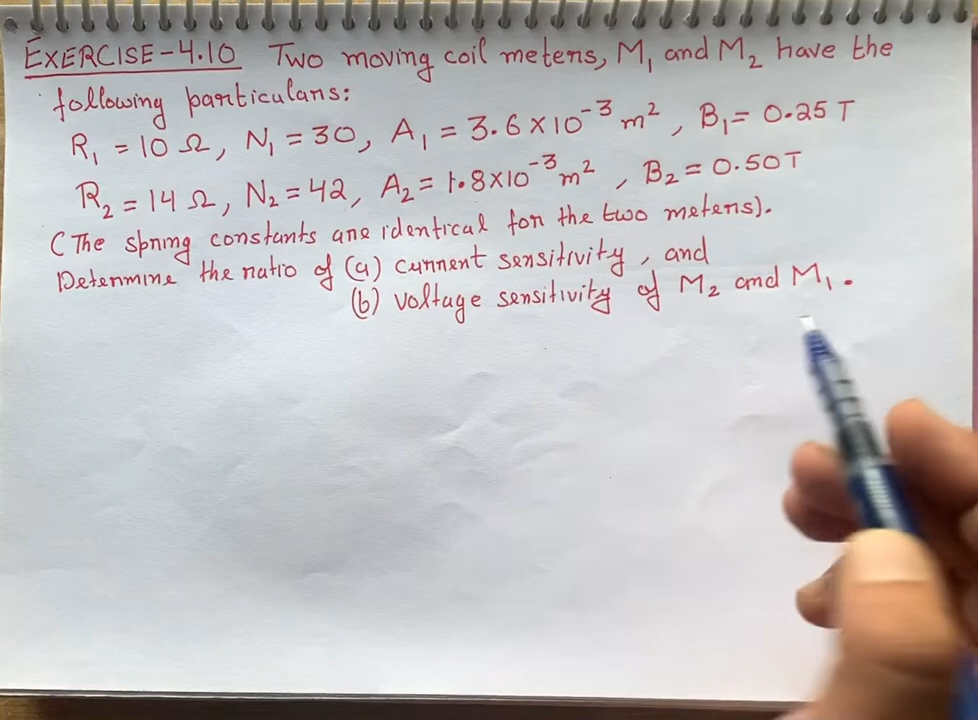 EXERCISE-4.10 Two moving coil meters, M₁ and M₂ have the
following particulars:
R₁ = 10 Ω, N₁ = 30, A₁ = 3.6 × 10⁻³ m², B₁ = 0.25 T
R₂ = 14 Ω, N₂ = 42, A₂ = 1.8×10⁻³ m², B₂ = 0.50 T
(The spring constants are identical for the two meters).
Determine the ratio of (a) current sensitivity, and
(b) voltage sensitivity of M₂ and M₁.